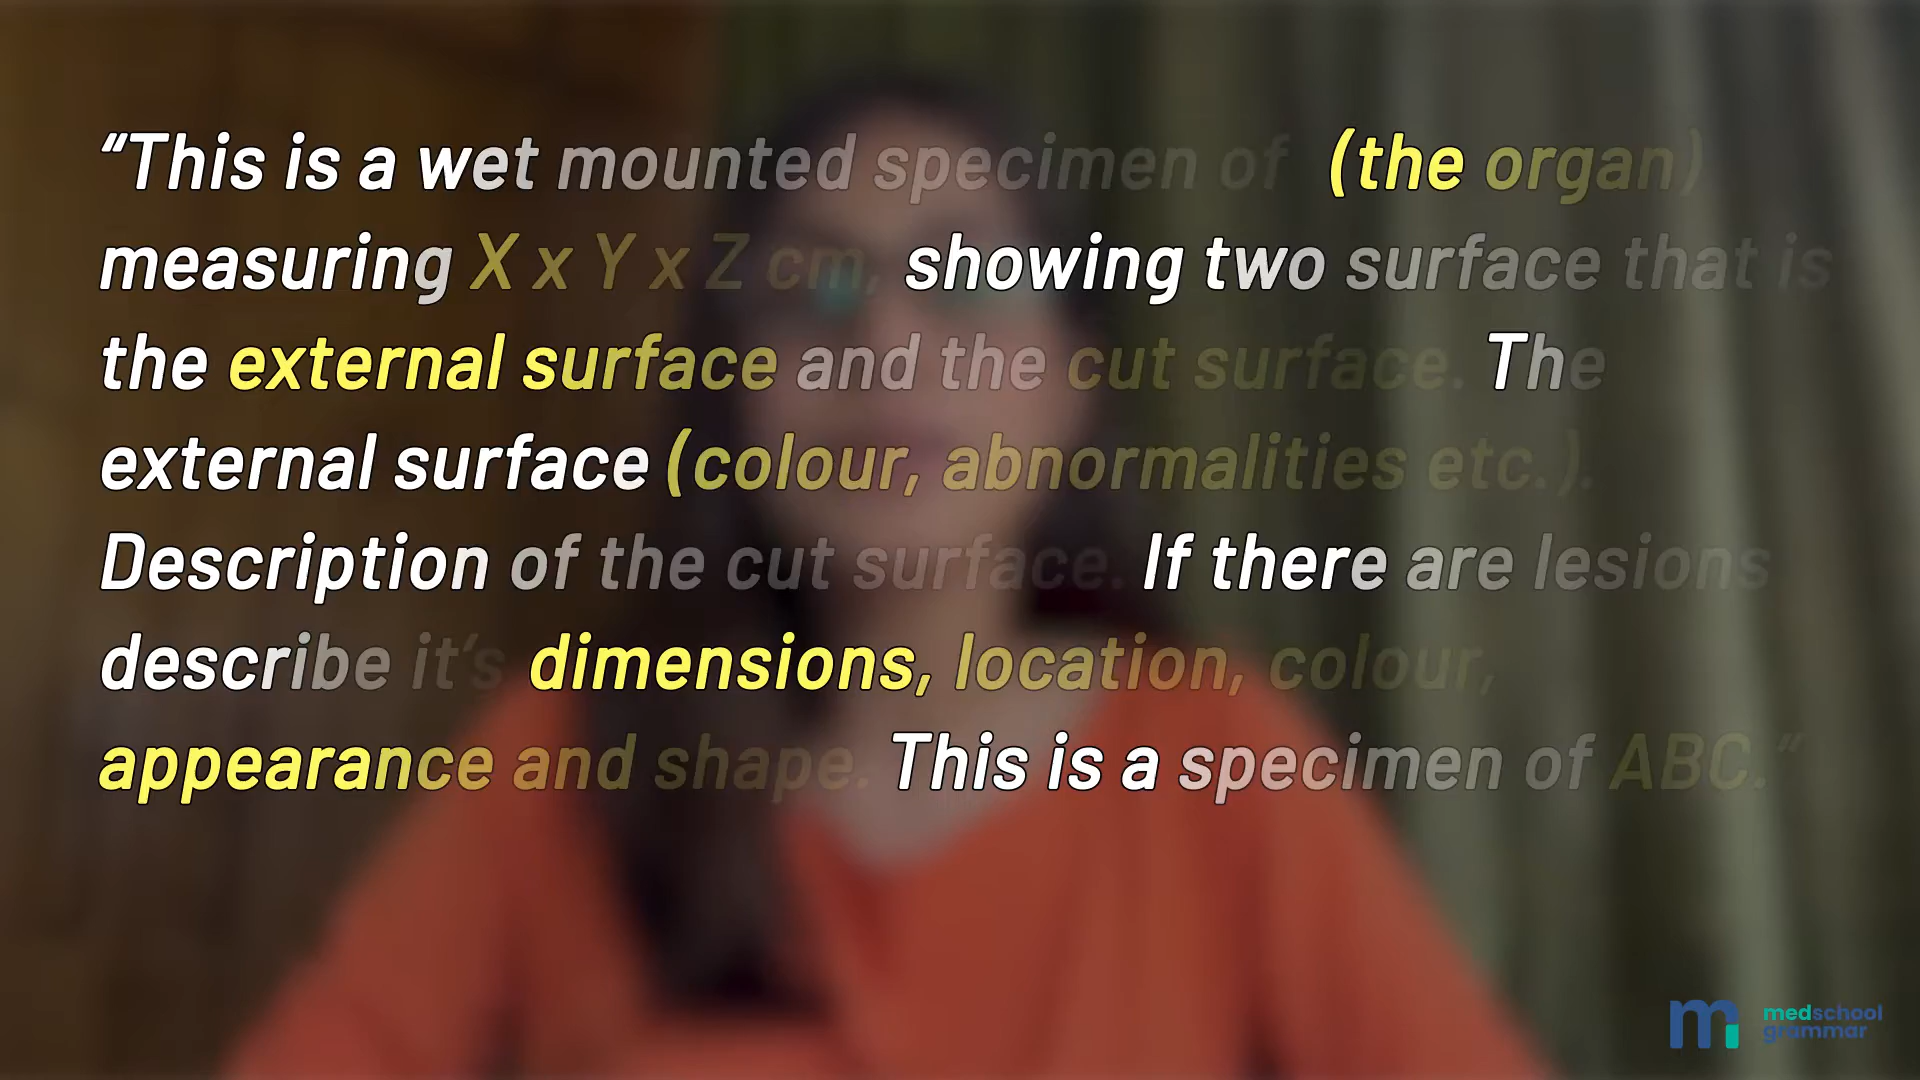 “This is a wet mounted specimen of (the organ)
measuring X x Y x Z cm, showing two surface that is
the external surface and the cut surface. The
external surface (colour, abnormalities etc.).
Description of the cut surface. If there are lesions
describe it’s dimensions, location, colour,
appearance and shape. This is a specimen of ABC.”
medschool
grammar